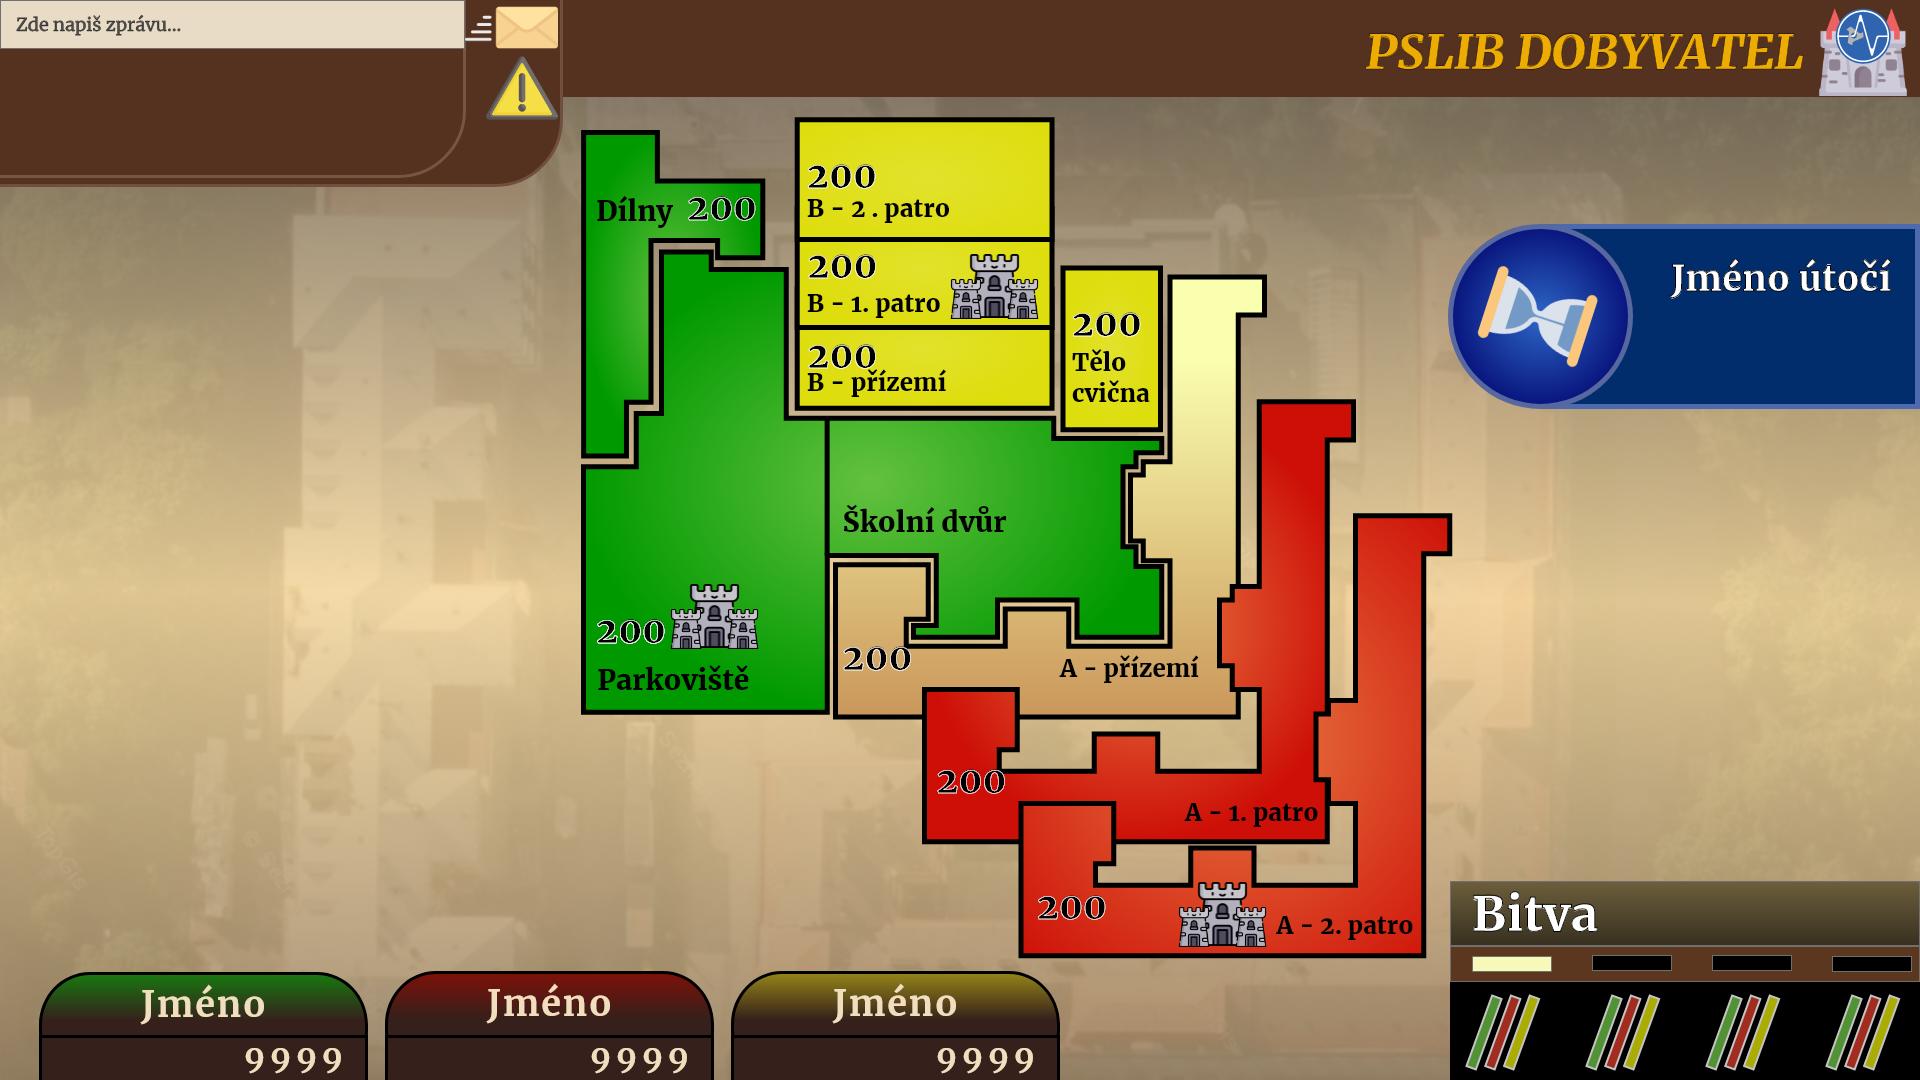 Zde napiš zprávu...
PSLIB DOBYVATEL
Dílny 200
200
B - 2 . patro
200
B - 1. patro
200
B - přízemí
200
Tělo
cvična
Jméno útočí
Školní dvůr
200
Parkoviště
200
A - přízemí
200
A - 1. patro
200
A - 2. patro
Bitva
Jméno
9999
Jméno
9999
Jméno
9999